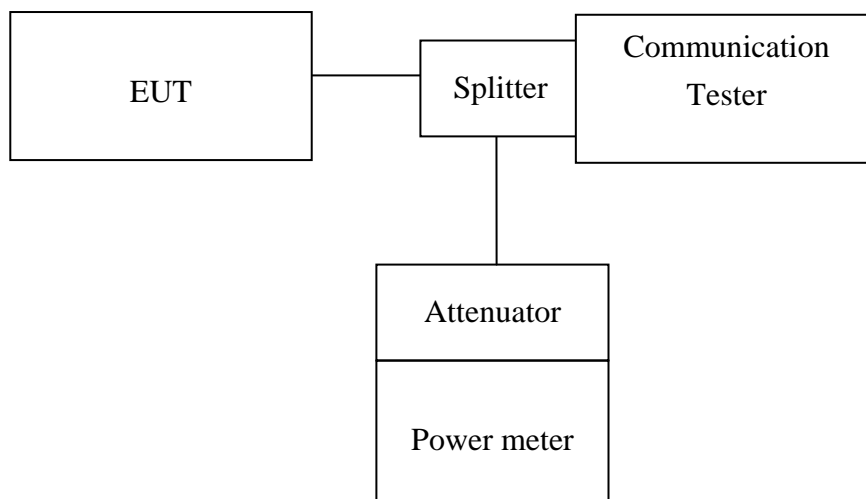 EUT
Splitter
Communication
Tester
Attenuator
Power meter